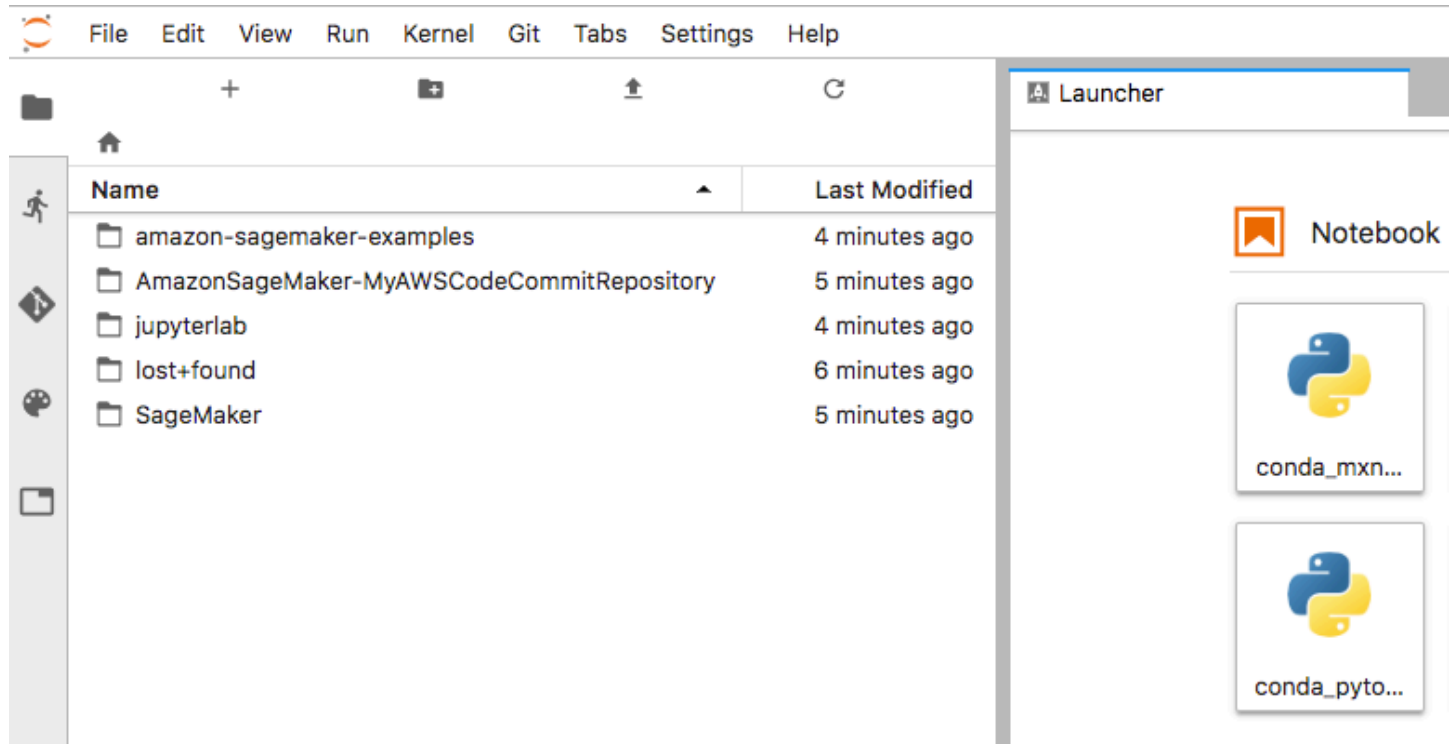 File Edit View Run Kernel Git Tabs Settings Help
Launcher
Name Last Modified
amazon-sagemaker-examples 4 minutes ago
AmazonSageMaker-MyAWSCodeCommitRepository 5 minutes ago
jupyterlab 4 minutes ago
lost+found 6 minutes ago
SageMaker 5 minutes ago
Notebook
conda_mxn...
conda_pyto...